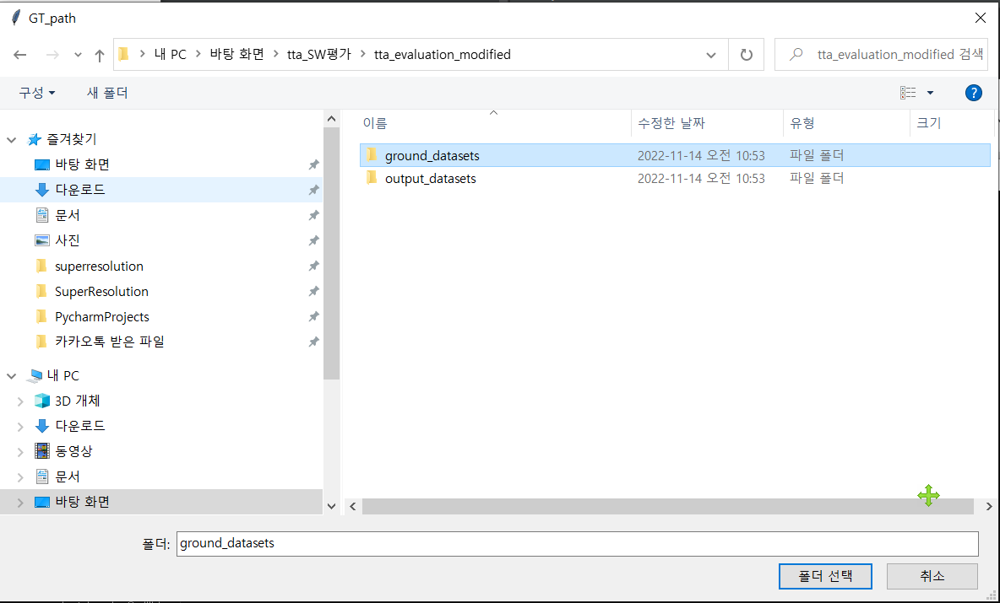 GT_path
내 PC > 바탕 화면 > tta_SW평가 > tta_evaluation_modified
tta_evaluation_modified 검색
구성
새 폴더
?
이름
수정한 날짜
유형
크기
즐겨찾기
바탕 화면
다운로드
문서
사진
superresolution
SuperResolution
PycharmProjects
카카오톡 받은 파일
내 PC
3D 개체
다운로드
동영상
문서
바탕 화면
ground_datasets 2022-11-14 오전 10:53 파일 폴더
output_datasets 2022-11-14 오전 10:53 파일 폴더
폴더: ground_datasets
폴더 선택
취소